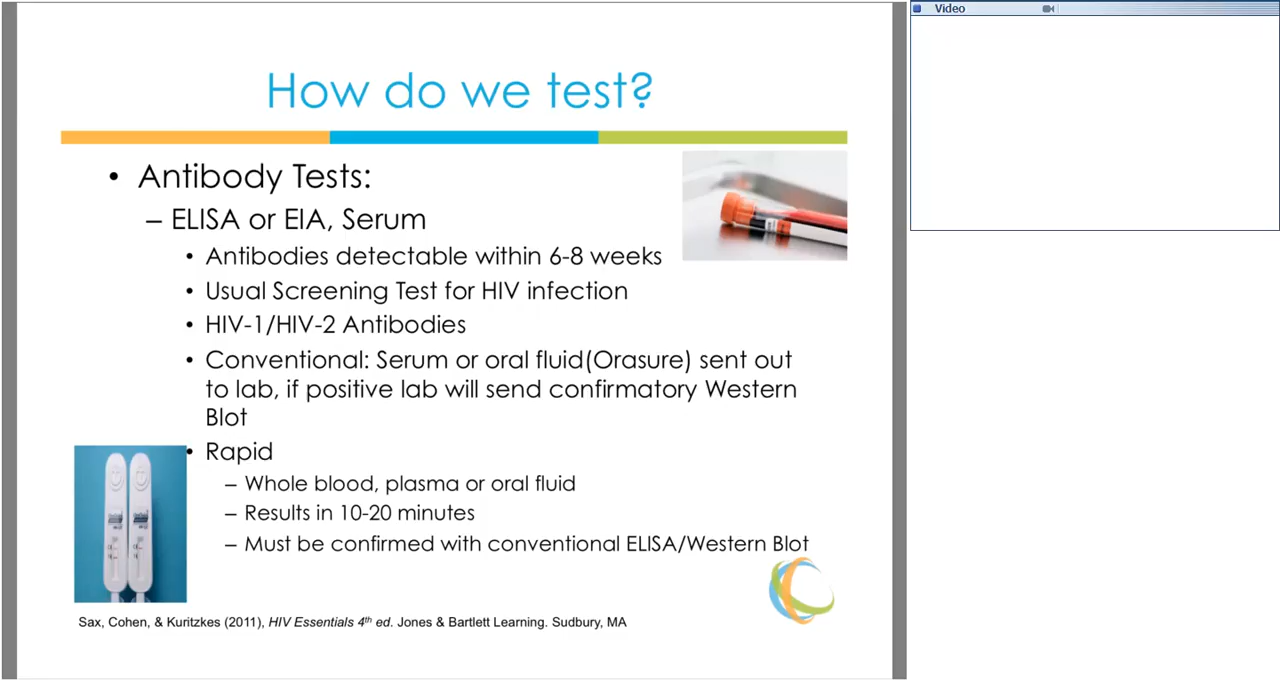 Video
How do we test?
• Antibody Tests:
– ELISA or EIA, Serum
• Antibodies detectable within 6-8 weeks
• Usual Screening Test for HIV infection
• HIV-1/HIV-2 Antibodies
• Conventional: Serum or oral fluid(Orasure) sent out
to lab, if positive lab will send confirmatory Western
Blot
• Rapid
– Whole blood, plasma or oral fluid
– Results in 10-20 minutes
– Must be confirmed with conventional ELISA/Western Blot
Sax, Cohen, & Kuritzkes (2011), HIV Essentials 4th ed. Jones & Bartlett Learning. Sudbury, MA